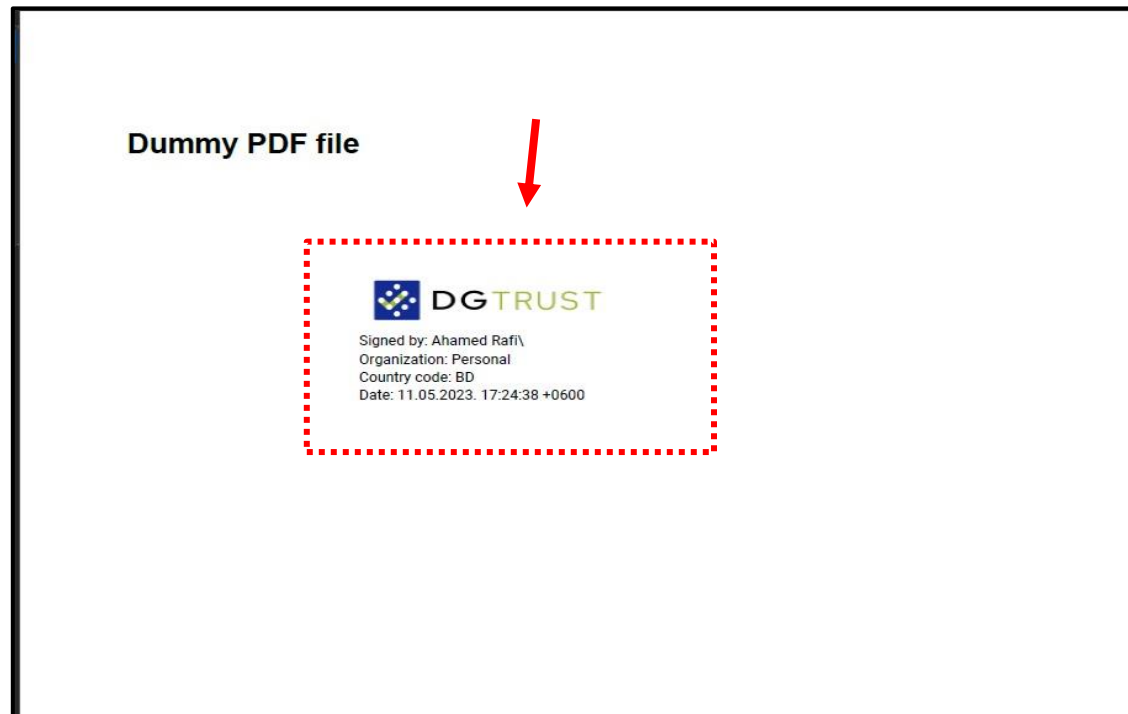 Dummy PDF file
DGTRUST
Signed by: Ahamed Rafi\
Organization: Personal
Country code: BD
Date: 11.05.2023. 17:24:38 +0600